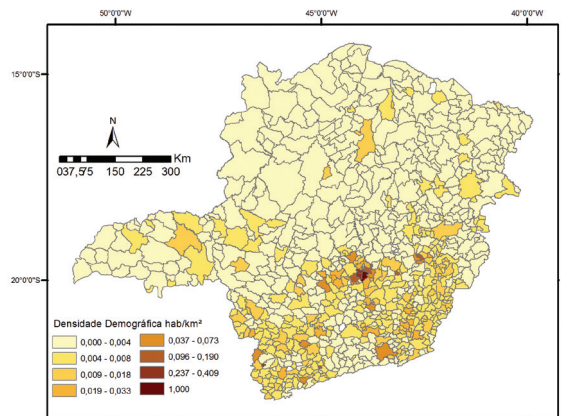 50°0'0"W 45°0'0"W 40°0'0"W
15°0'0"S
N
Km
037,75 150 225 300
20°0'0"S
Densidade Demográfica hab/km²
0,000 - 0,004 0,037 - 0,073
0,004 - 0,008 0,096 - 0,190
0,009 - 0,018 0,237 - 0,409
0,019 - 0,033 1,000